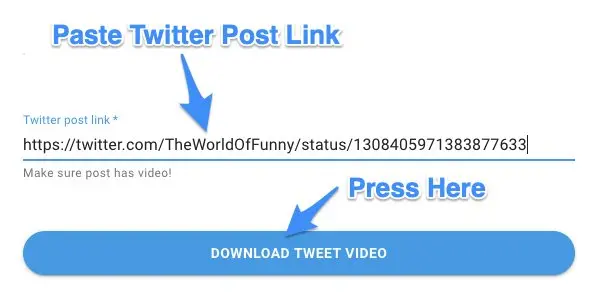 Paste Twitter Post Link
Twitter post link *
https://twitter.com/TheWorldOfFunny/status/1308405971383877633
Make sure post has video!
Press Here
DOWNLOAD TWEET VIDEO